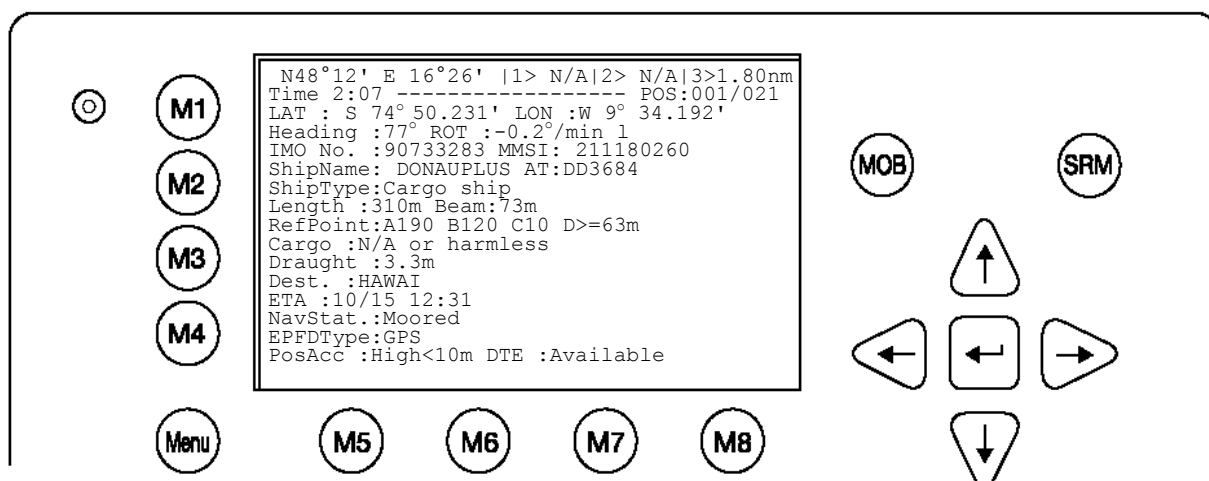 N48°12' E 16°26' |1> N/A|2> N/A|3>1.80nm
Time 2:07 ------------------ POS:001/021
LAT : S 74° 50.231' LON :W 9° 34.192'
Heading :77° ROT :-0.2°/min l
IMO No. :90733283 MMSI: 211180260
ShipName: DONAUPLUS AT:DD3684
ShipType:Cargo ship
Length :310m Beam:73m
RefPoint:A190 B120 C10 D>=63m
Cargo :N/A or harmless
Draught :3.3m
Dest. :HAWAI
ETA :10/15 12:31
NavStat.:Moored
EPFDType:GPS
PosAcc :High<10m DTE :Available
M1
M2
M3
M4
Menu
M5
M6
M7
M8
MOB
SRM